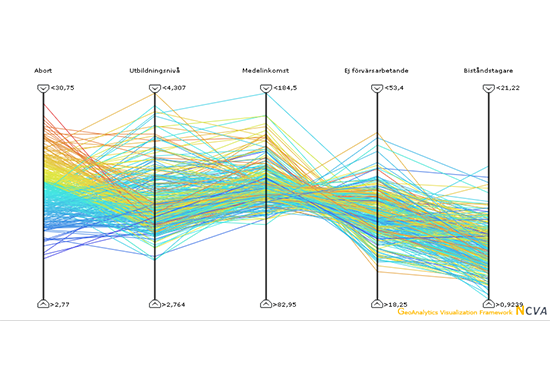 Abort Utbildningsnivå Medelinkomst Ej förvärsarbetande Biståndstagare
<30,75 <4,307 <184,5 <53,4 <21,22
>2,77 >2,764 >82,95 >18,25 >0,9239
GeoAnalytics Visualization Framework NCVA